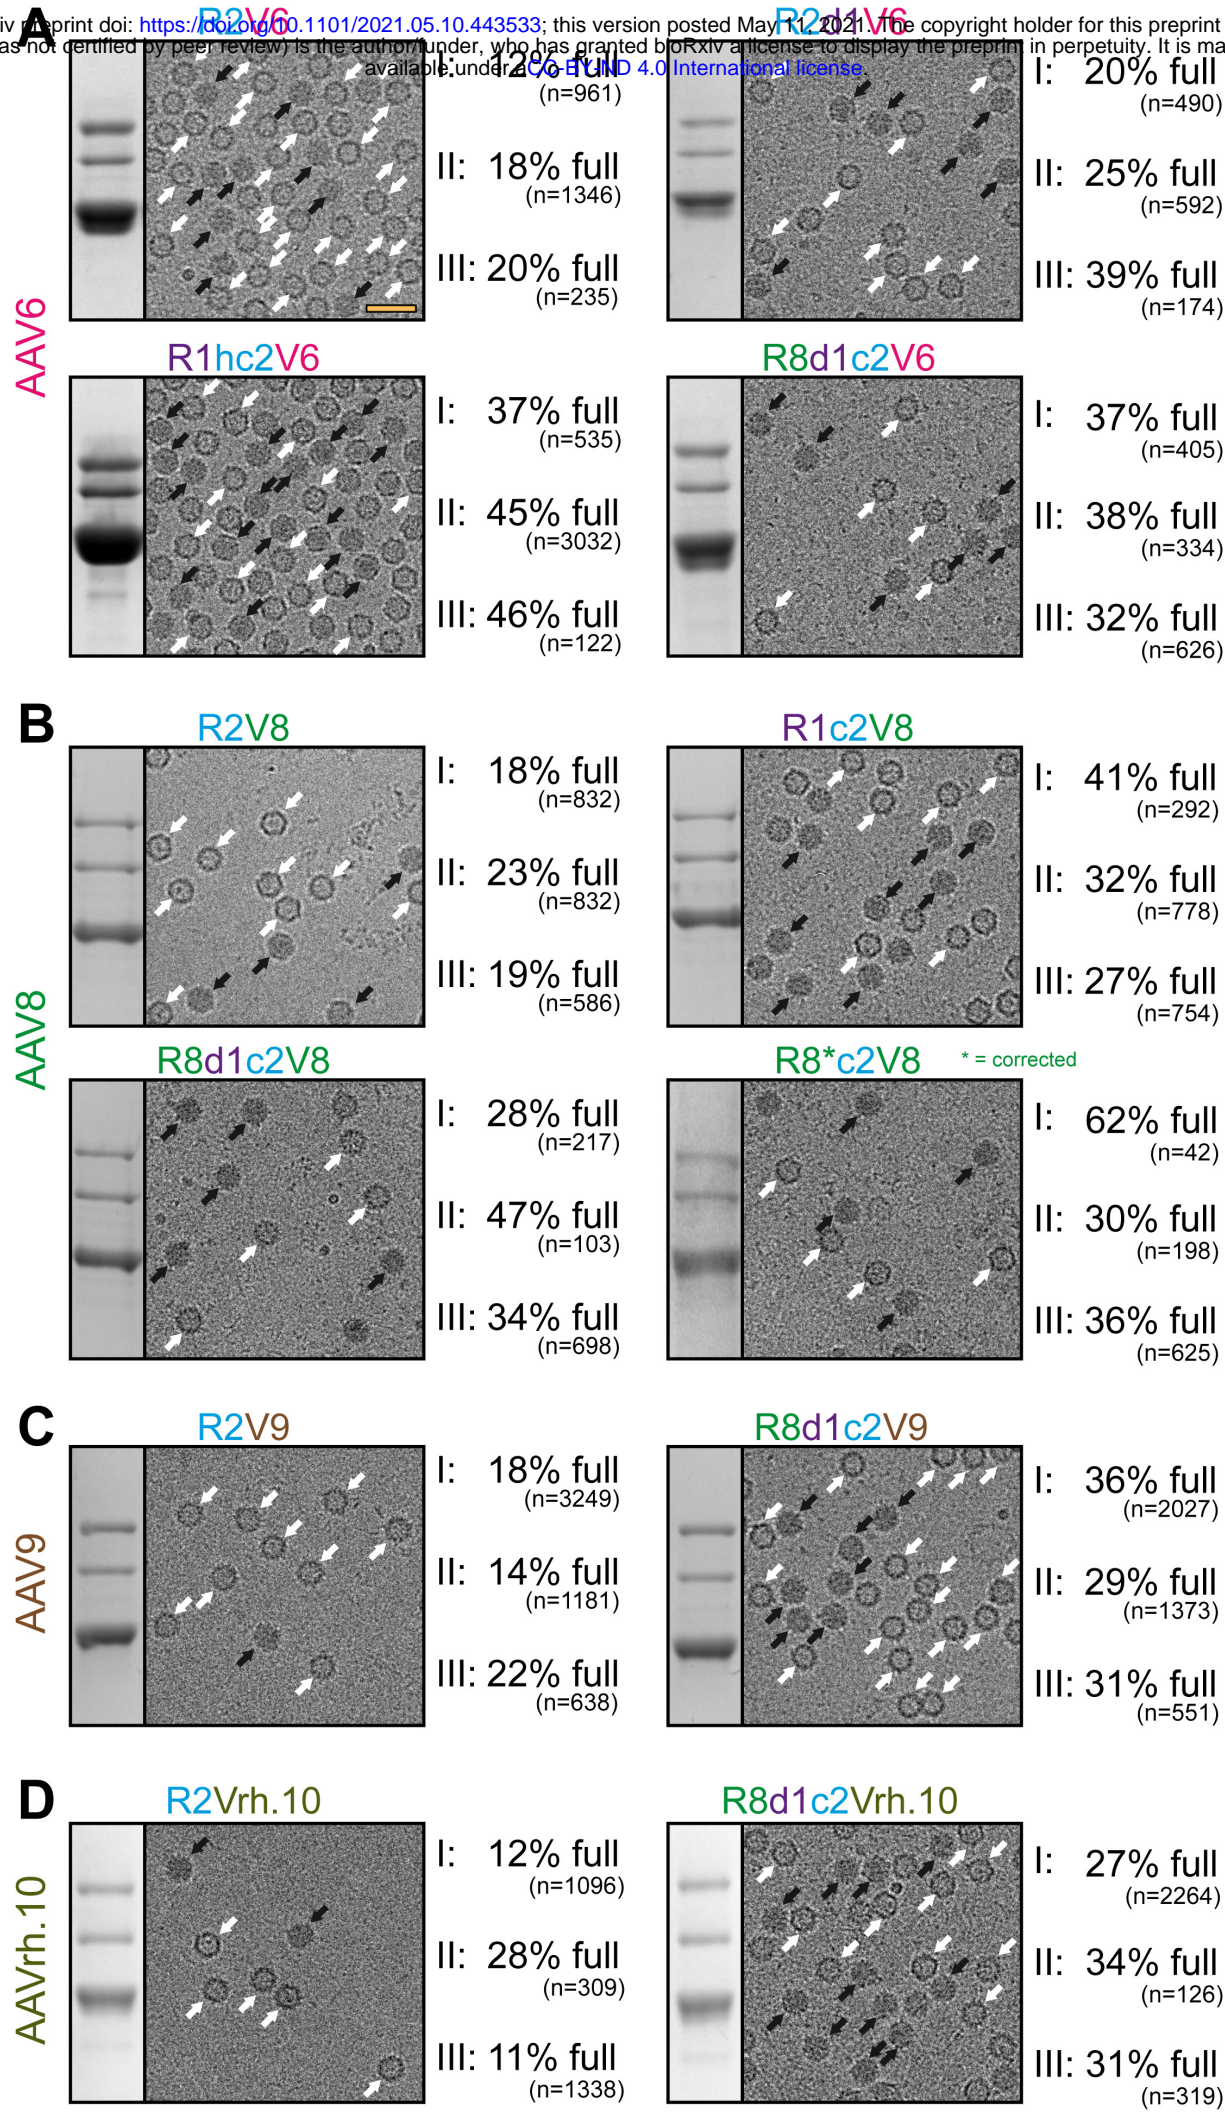 iv preprint doi: https://doi.org/10.1101/2021.05.10.443533; this version posted May 11, 2021. The copyright holder for this preprint
as not certified by peer review) is the author/funder, who has granted bioRxiv a license to display the preprint in perpetuity. It is ma
available under aCC-BY-ND 4.0 International license.
A
AAV6
R2V6
I: 12% full
(n=961)
II: 18% full
(n=1346)
III: 20% full
(n=235)
R2d1V6
I: 20% full
(n=490)
II: 25% full
(n=592)
III: 39% full
(n=174)
R1hc2V6
I: 37% full
(n=535)
II: 45% full
(n=3032)
III: 46% full
(n=122)
R8d1c2V6
I: 37% full
(n=405)
II: 38% full
(n=334)
III: 32% full
(n=626)
B
AAV8
R2V8
I: 18% full
(n=832)
II: 23% full
(n=832)
III: 19% full
(n=586)
R1c2V8
I: 41% full
(n=292)
II: 32% full
(n=778)
III: 27% full
(n=754)
R8d1c2V8
I: 28% full
(n=217)
II: 47% full
(n=103)
III: 34% full
(n=698)
R8*c2V8
* = corrected
I: 62% full
(n=42)
II: 30% full
(n=198)
III: 36% full
(n=625)
C
AAV9
R2V9
I: 18% full
(n=3249)
II: 14% full
(n=1181)
III: 22% full
(n=638)
R8d1c2V9
I: 36% full
(n=2027)
II: 29% full
(n=1373)
III: 31% full
(n=551)
D
AAVrh.10
R2Vrh.10
I: 12% full
(n=1096)
II: 28% full
(n=309)
III: 11% full
(n=1338)
R8d1c2Vrh.10
I: 27% full
(n=2264)
II: 34% full
(n=126)
III: 31% full
(n=319)